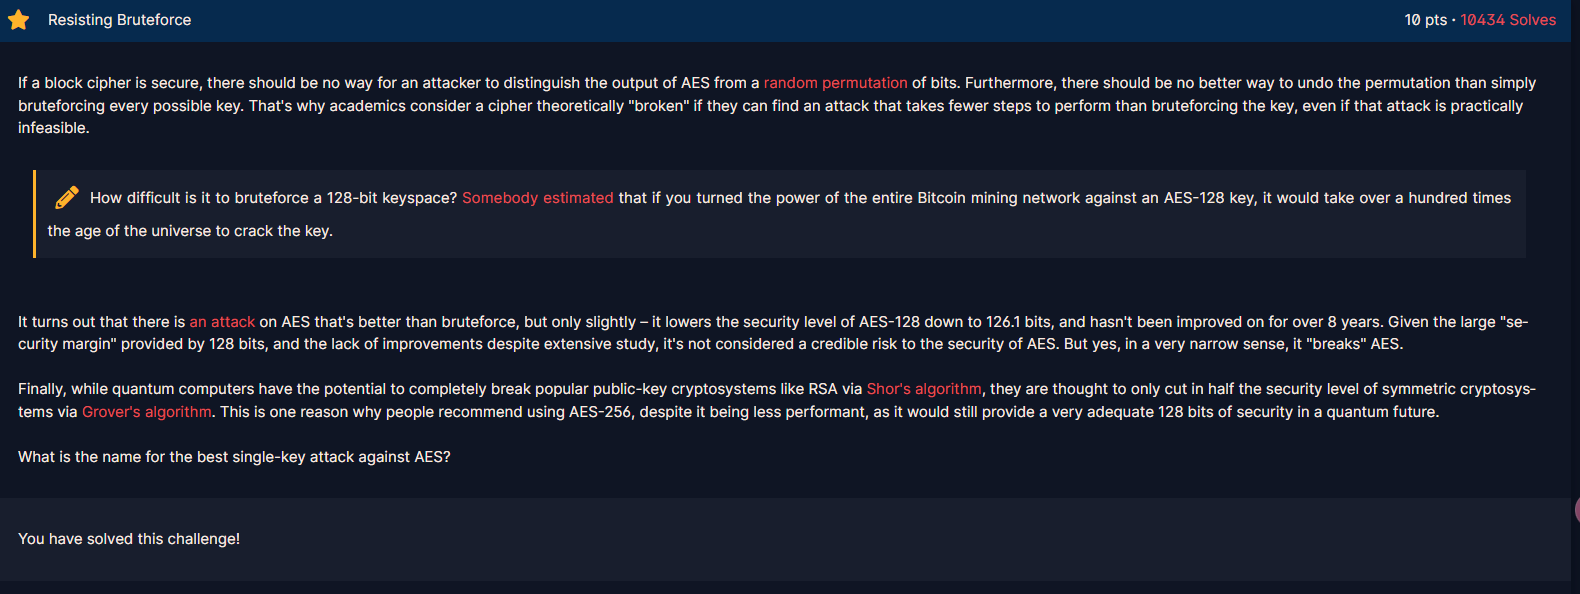 Resisting Bruteforce
10 pts · 10434 Solves
If a block cipher is secure, there should be no way for an attacker to distinguish the output of AES from a random permutation of bits. Furthermore, there should be no better way to undo the permutation than simply
bruteforcing every possible key. That's why academics consider a cipher theoretically "broken" if they can find an attack that takes fewer steps to perform than bruteforcing the key, even if that attack is practically
infeasible.
How difficult is it to bruteforce a 128-bit keyspace? Somebody estimated that if you turned the power of the entire Bitcoin mining network against an AES-128 key, it would take over a hundred times
the age of the universe to crack the key.
It turns out that there is an attack on AES that's better than bruteforce, but only slightly – it lowers the security level of AES-128 down to 126.1 bits, and hasn't been improved on for over 8 years. Given the large "se-
curity margin" provided by 128 bits, and the lack of improvements despite extensive study, it's not considered a credible risk to the security of AES. But yes, in a very narrow sense, it "breaks" AES.
Finally, while quantum computers have the potential to completely break popular public-key cryptosystems like RSA via Shor's algorithm, they are thought to only cut in half the security level of symmetric cryptosys-
tems via Grover's algorithm. This is one reason why people recommend using AES-256, despite it being less performant, as it would still provide a very adequate 128 bits of security in a quantum future.
What is the name for the best single-key attack against AES?
You have solved this challenge!